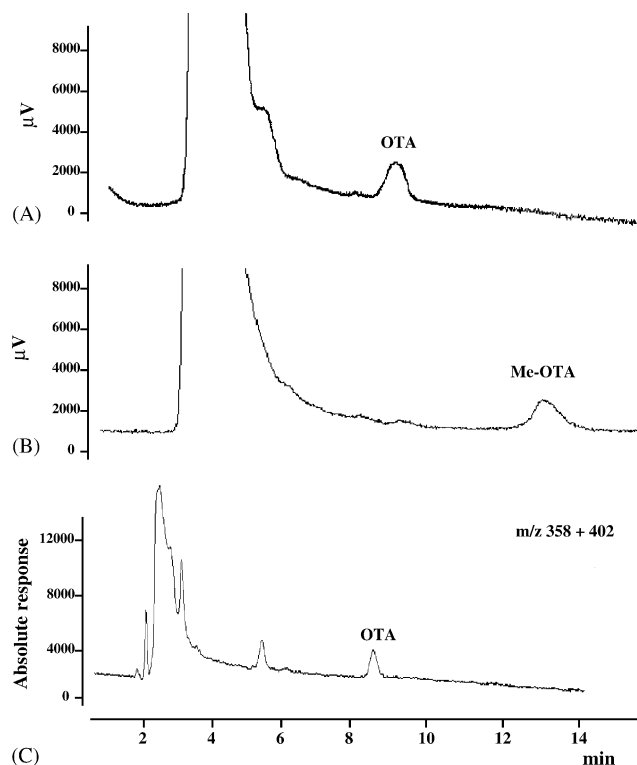 8000
6000
4000
2000
0
µV
OTA
(A)
8000
6000
4000
2000
0
µV
Me-OTA
(B)
12000
8000
4000
0
Absolute response
m/z 358 + 402
OTA
2 4 6 8 10 12 14
min
(C)